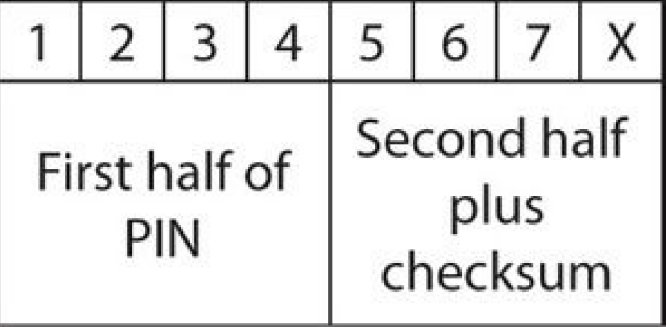 1 2 3 4 5 6 7 X
First half of
PIN
Second half
plus
checksum